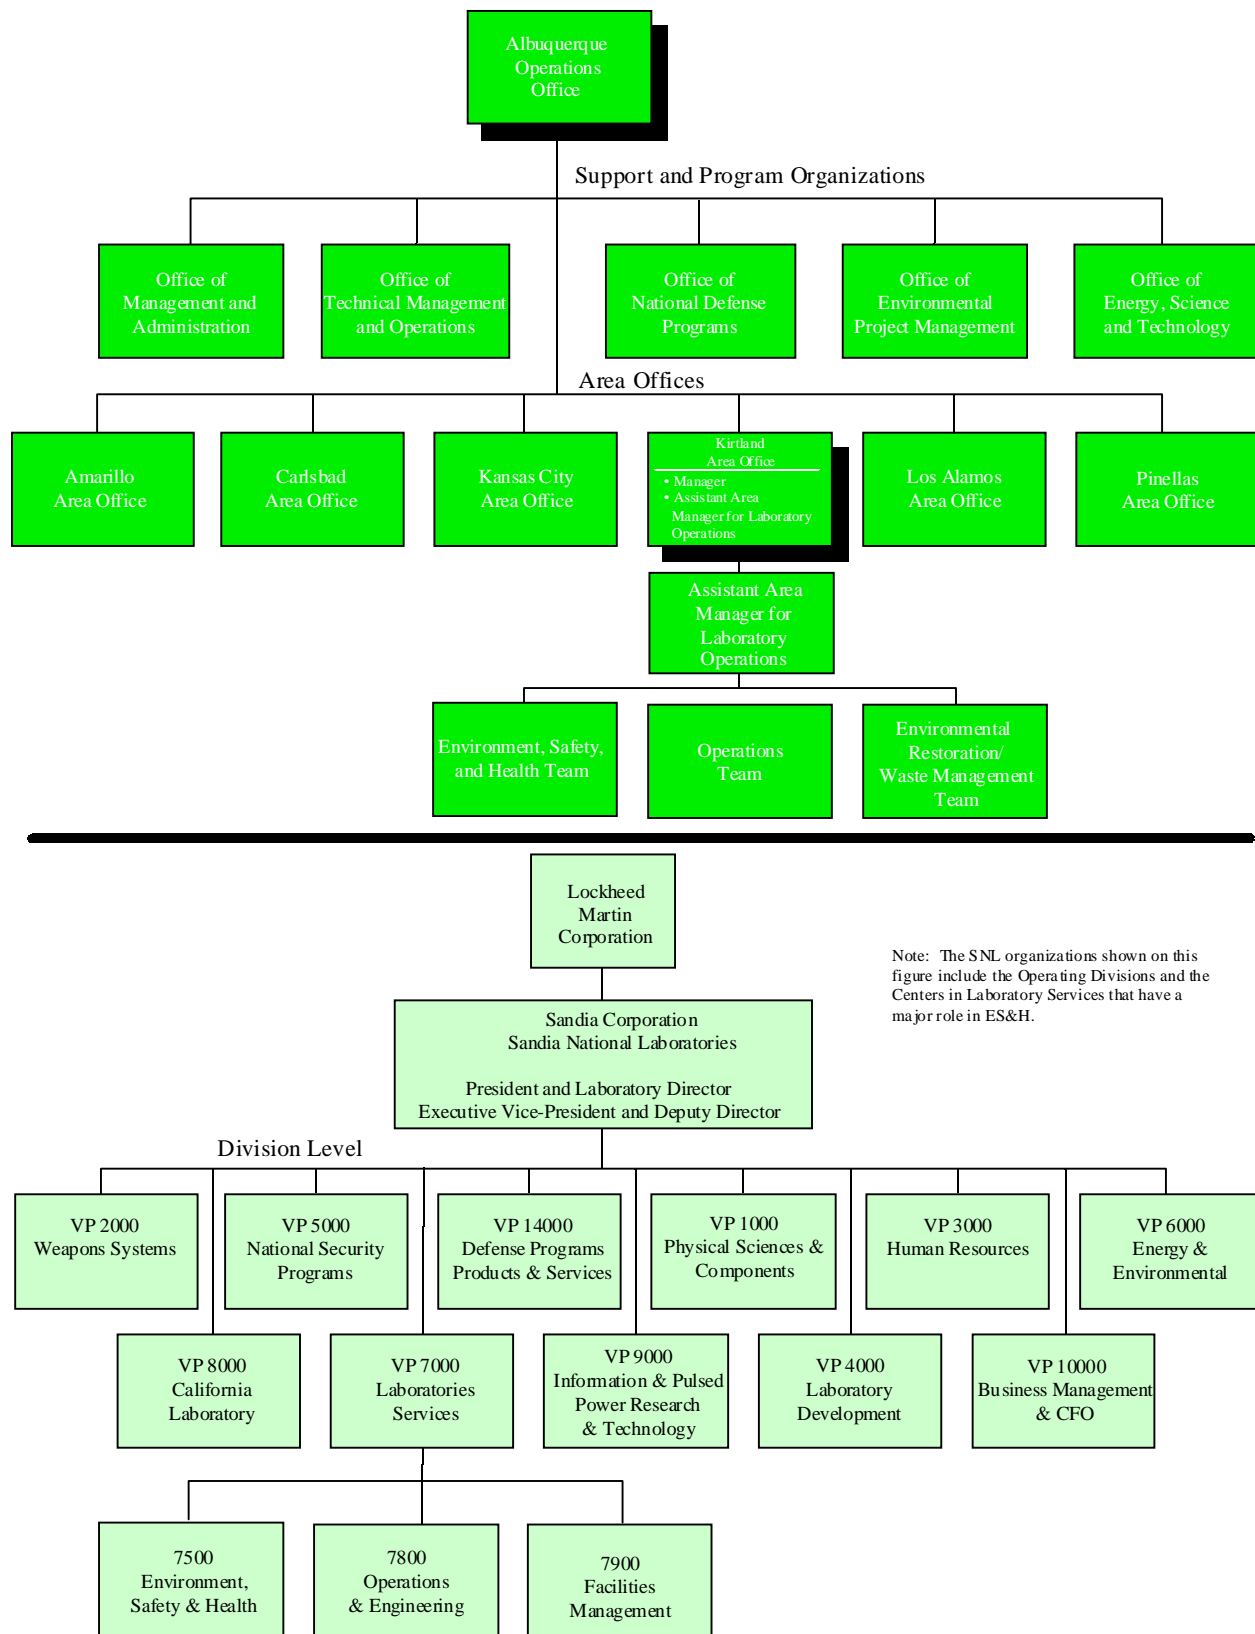 Albuquerque
Operations
Office
Support and Program Organizations
Office of
Management and
Administration
Office of
Technical Management
and Operations
Office of
National Defense
Programs
Office of
Environmental
Project Management
Office of
Energy, Science
and Technology
Area Offices
Amarillo
Area Office
Carlsbad
Area Office
Kansas City
Area Office
Kirtland
Area Office
• Manager
• Assistant Area
Manager for Laboratory
Operations
Los Alamos
Area Office
Pinellas
Area Office
Assistant Area
Manager for
Laboratory
Operations
Environment, Safety,
and Health Team
Operations
Team
Environmental
Restoration/
Waste Management
Team
Lockheed
Martin
Corporation
Note: The SNL organizations shown on this
figure include the Operating Divisions and the
Centers in Laboratory Services that have a
major role in ES&H.
Sandia Corporation
Sandia National Laboratories
President and Laboratory Director
Executive Vice-President and Deputy Director
Division Level
VP 2000
Weapons Systems
VP 5000
National Security
Programs
VP 14000
Defense Programs
Products & Services
VP 1000
Physical Sciences &
Components
VP 3000
Human Resources
VP 6000
Energy &
Environmental
VP 8000
California
Laboratory
VP 7000
Laboratories
Services
VP 9000
Information & Pulsed
Power Research
& Technology
VP 4000
Laboratory
Development
VP 10000
Business Management
& CFO
7500
Environment,
Safety & Health
7800
Operations
& Engineering
7900
Facilities
Management